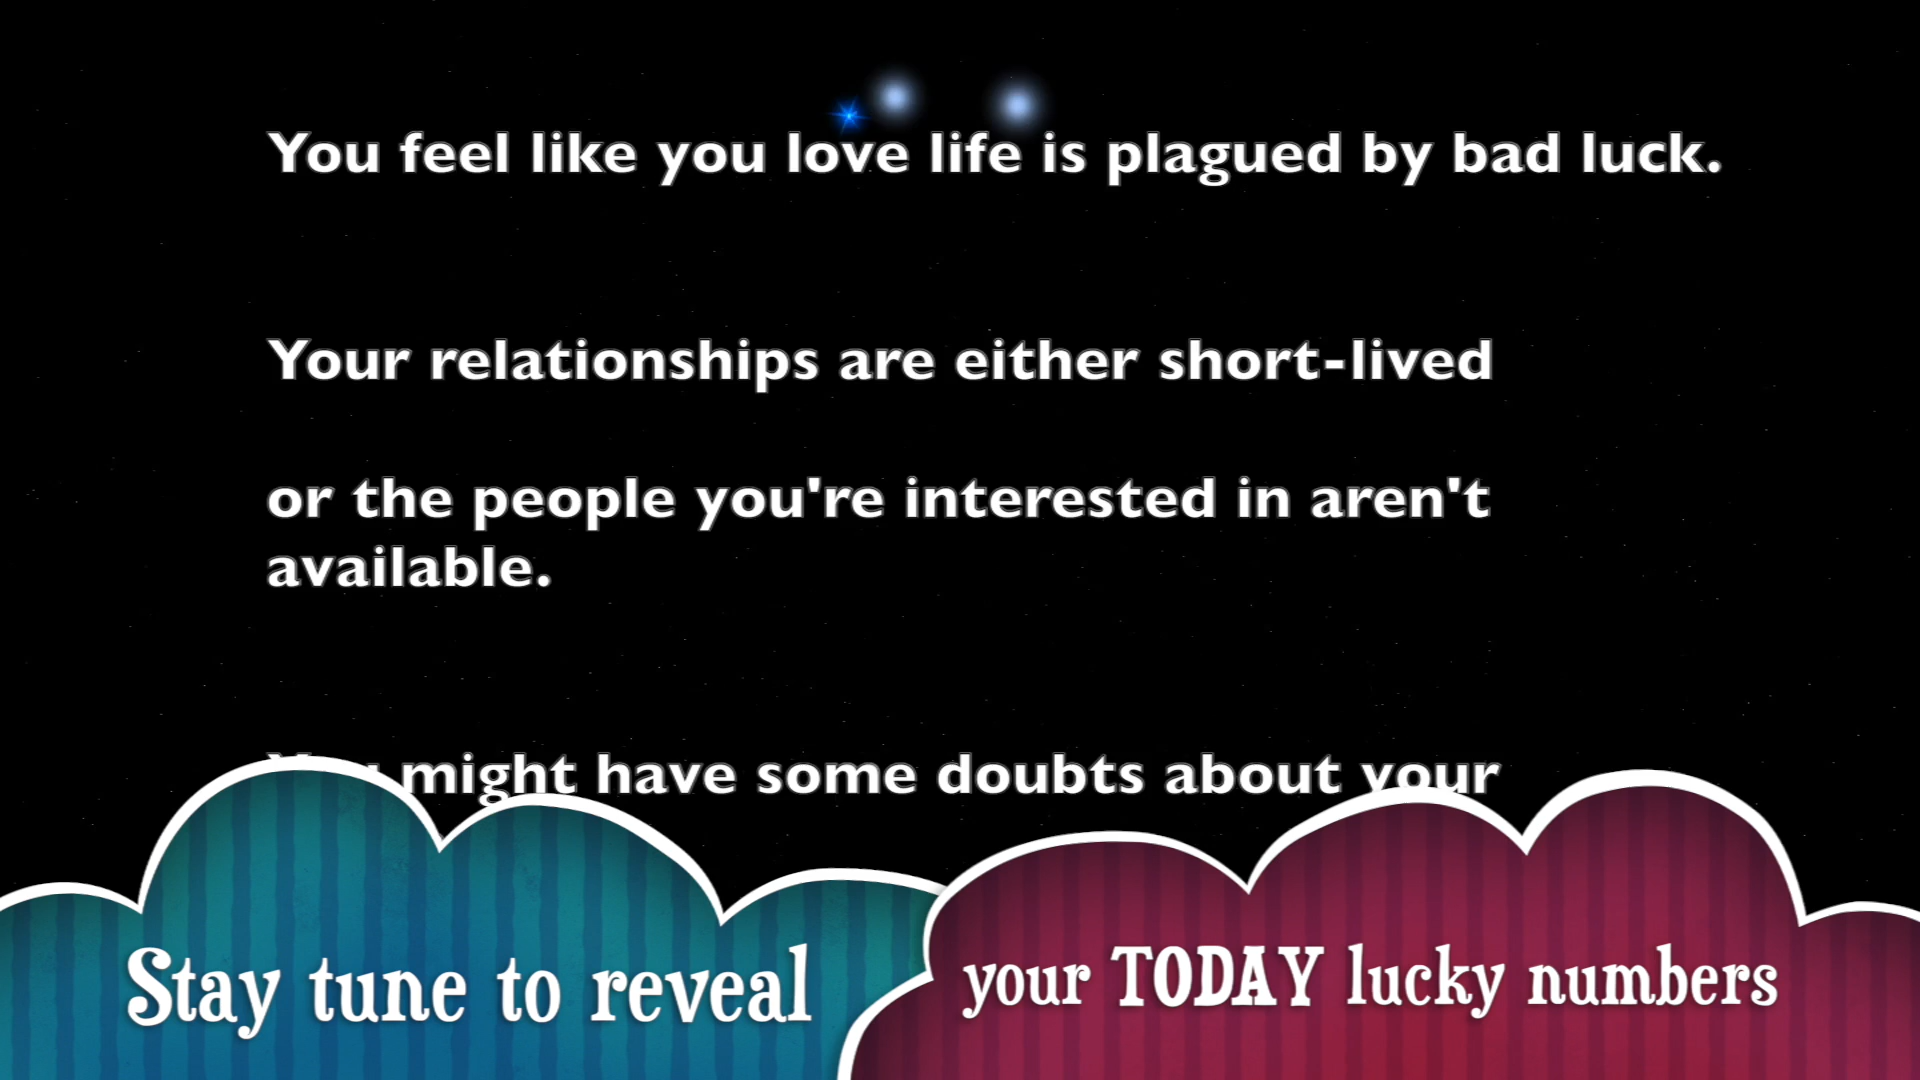 You feel like you love life is plagued by bad luck.
Your relationships are either short-lived
or the people you're interested in aren't
available.
might have some doubts about your
Stay tune to reveal
your TODAY lucky numbers